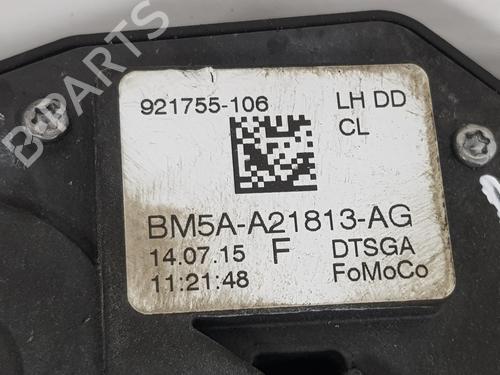 B PARTS
921755-106 LH DD
CL
BM5A-A21813-AG
14.07.15 F DTSGA
11:21:48 FoMoCo